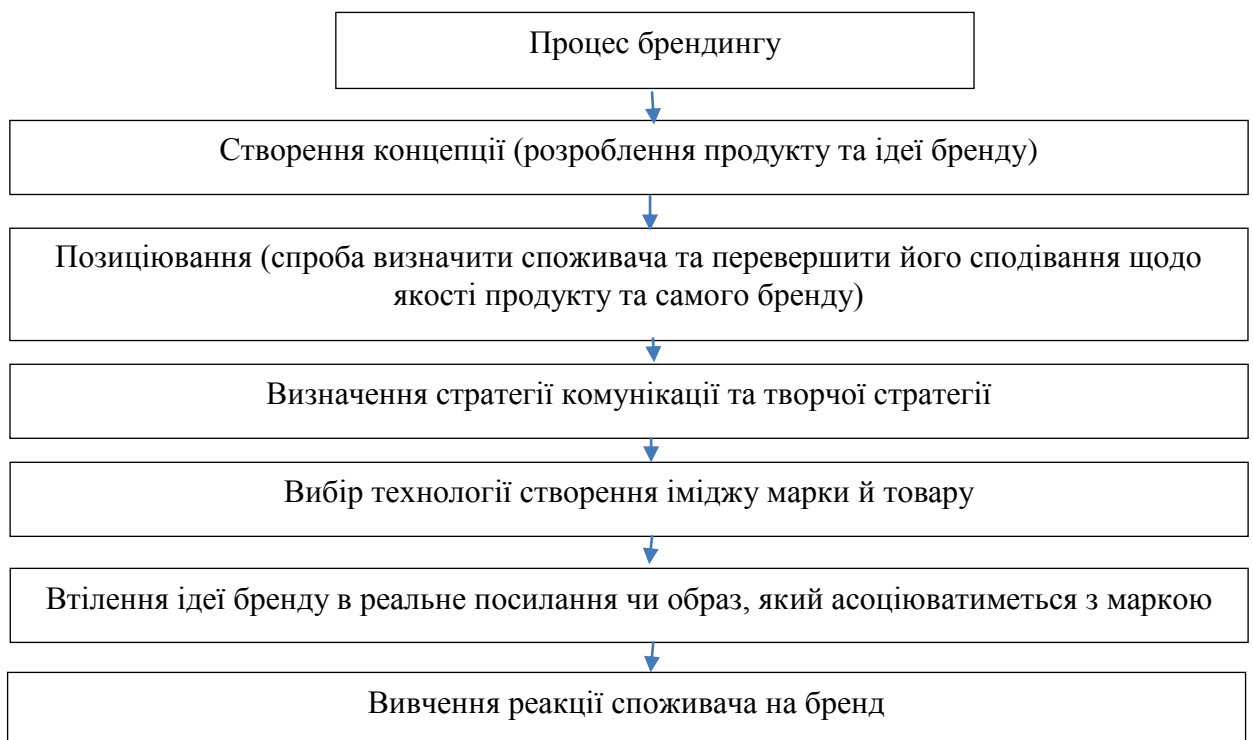 Процес брендингу
Створення концепції (розроблення продукту та ідеї бренду)
Позиціювання (спроба визначити споживача та перевершити його сподівання щодо
якості продукту та самого бренду)
Визначення стратегії комунікації та творчої стратегії
Вибір технології створення іміджу марки й товару
Втілення ідеї бренду в реальне посилання чи образ, який асоціюватиметься з маркою
Вивчення реакції споживача на бренд